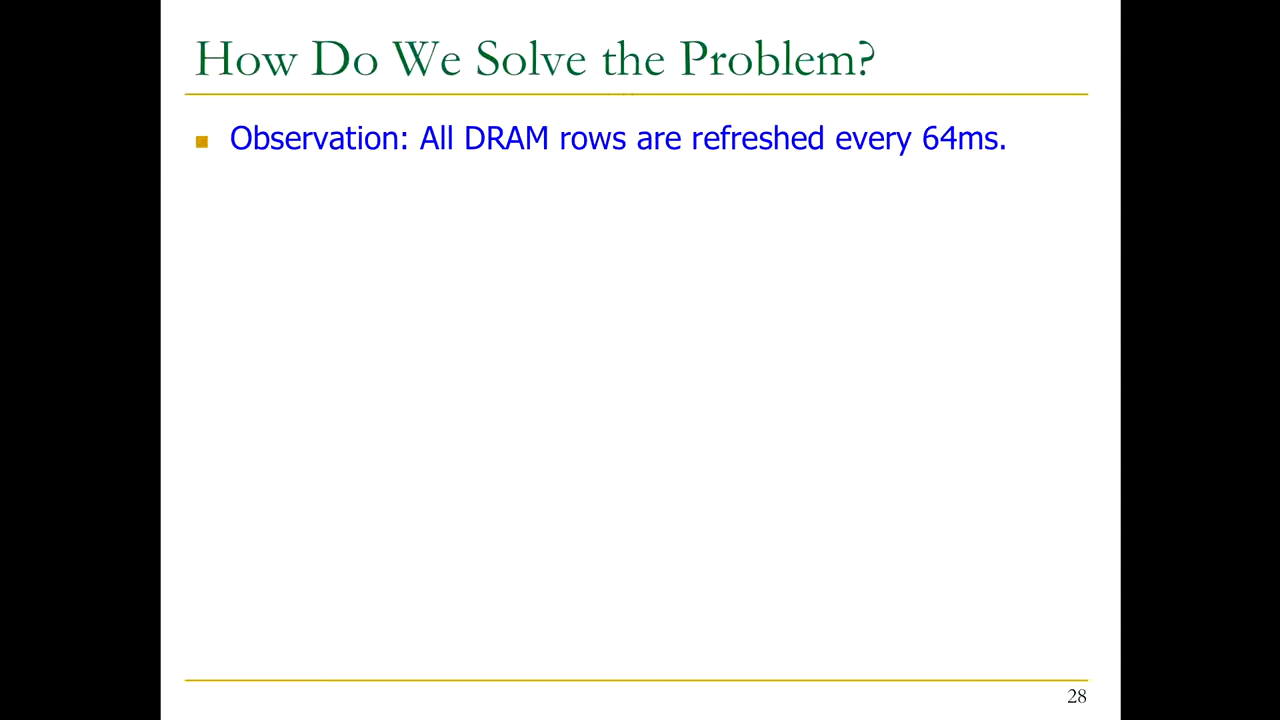 How Do We Solve the Problem?
Observation: All DRAM rows are refreshed every 64ms.
28